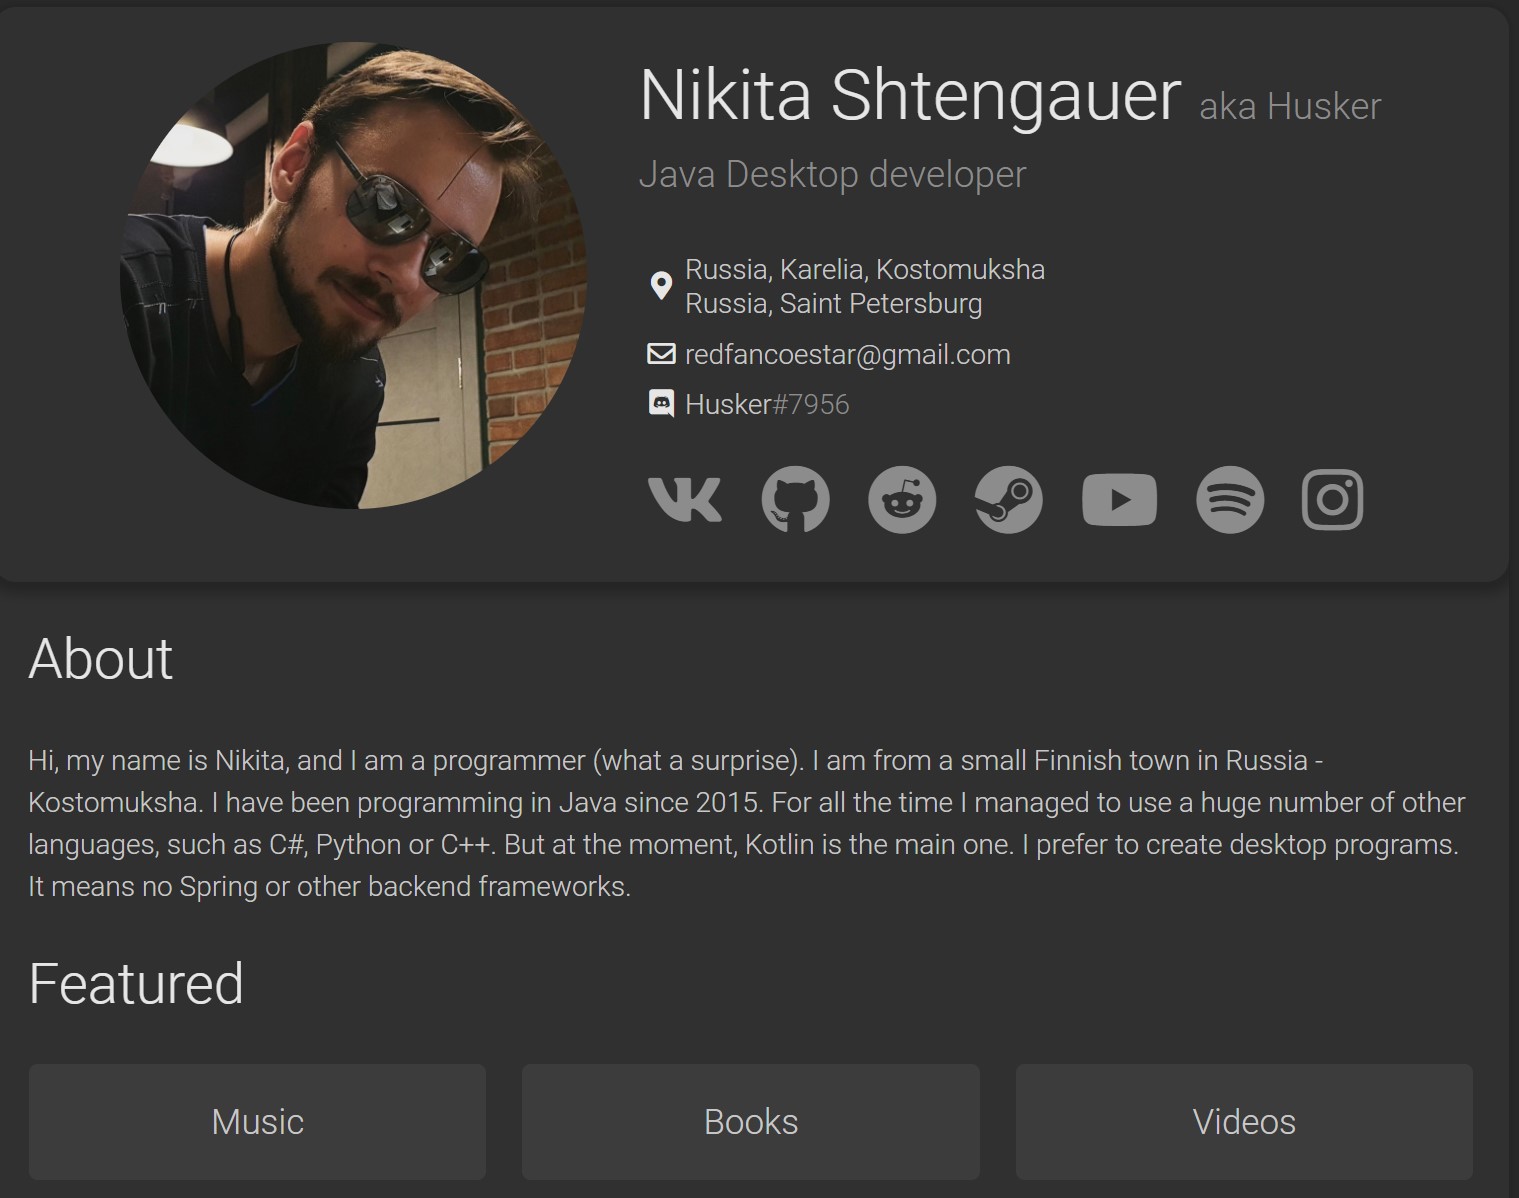 Nikita Shtengauer aka Husker
Java Desktop developer
Russia, Karelia, Kostomuksha
Russia, Saint Petersburg
redfancoestar@gmail.com
Husker#7956
About
Hi, my name is Nikita, and I am a programmer (what a surprise). I am from a small Finnish town in Russia -
Kostomuksha. I have been programming in Java since 2015. For all the time I managed to use a huge number of other
languages, such as C#, Python or C++. But at the moment, Kotlin is the main one. I prefer to create desktop programs.
It means no Spring or other backend frameworks.
Featured
Music
Books
Videos